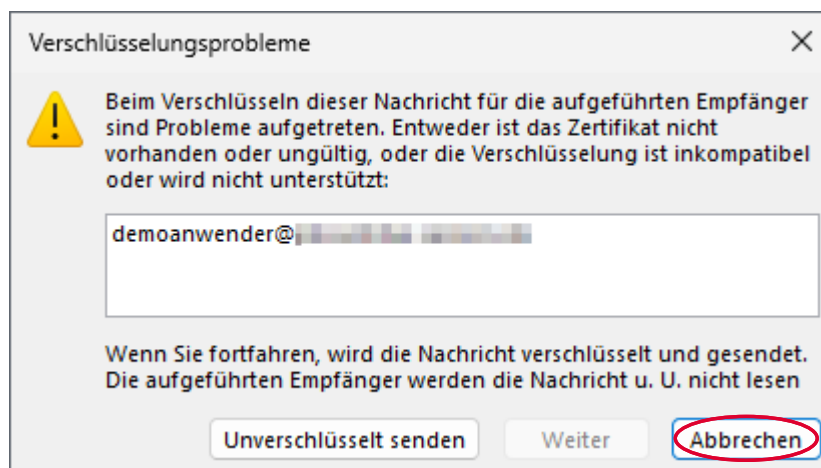 Verschlüsselungsprobleme
Beim Verschlüsseln dieser Nachricht für die aufgeführten Empfänger
sind Probleme aufgetreten. Entweder ist das Zertifikat nicht
vorhanden oder ungültig, oder die Verschlüsselung ist inkompatibel
oder wird nicht unterstützt:
demoanwender@
Wenn Sie fortfahren, wird die Nachricht verschlüsselt und gesendet.
Die aufgeführten Empfänger werden die Nachricht u. U. nicht lesen
Unverschlüsselt senden Weiter Abbrechen